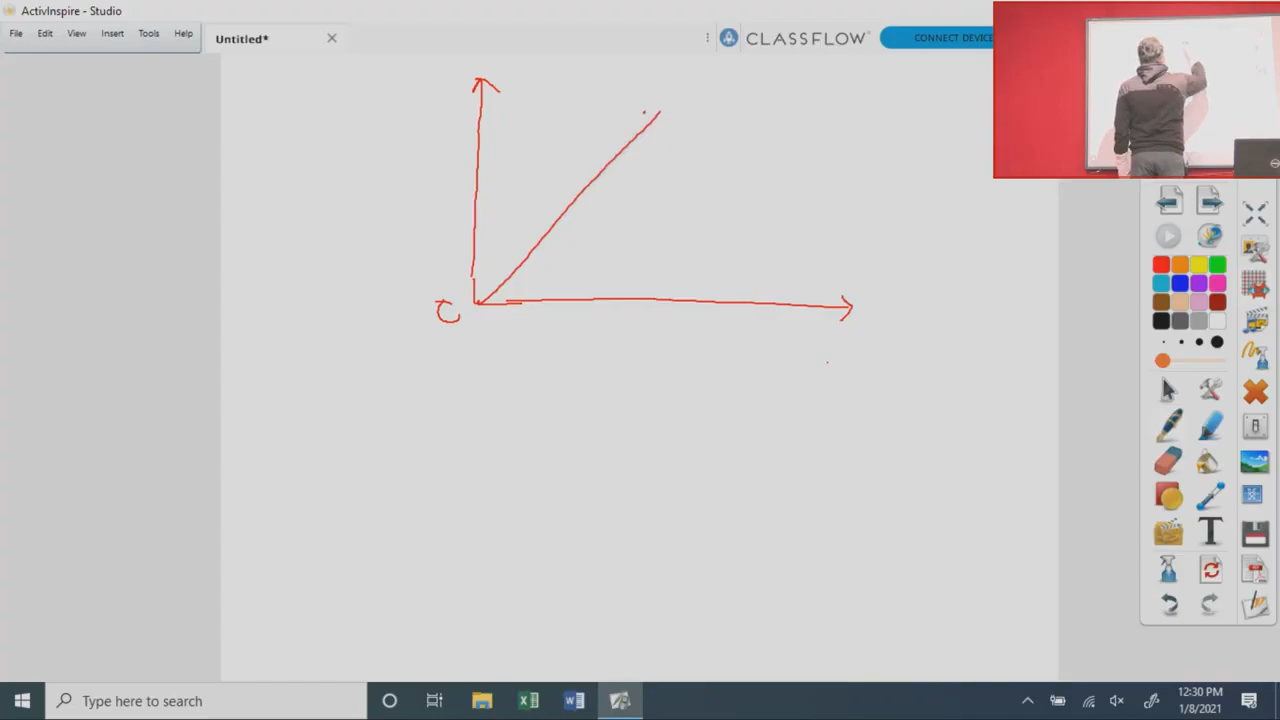 ActivInspire - Studio
File Edit View Insert Tools Help
Untitled*
CLASSFLOW
CONNECT DEVICE
C
T
Type here to search
12:30 PM
1/8/2021